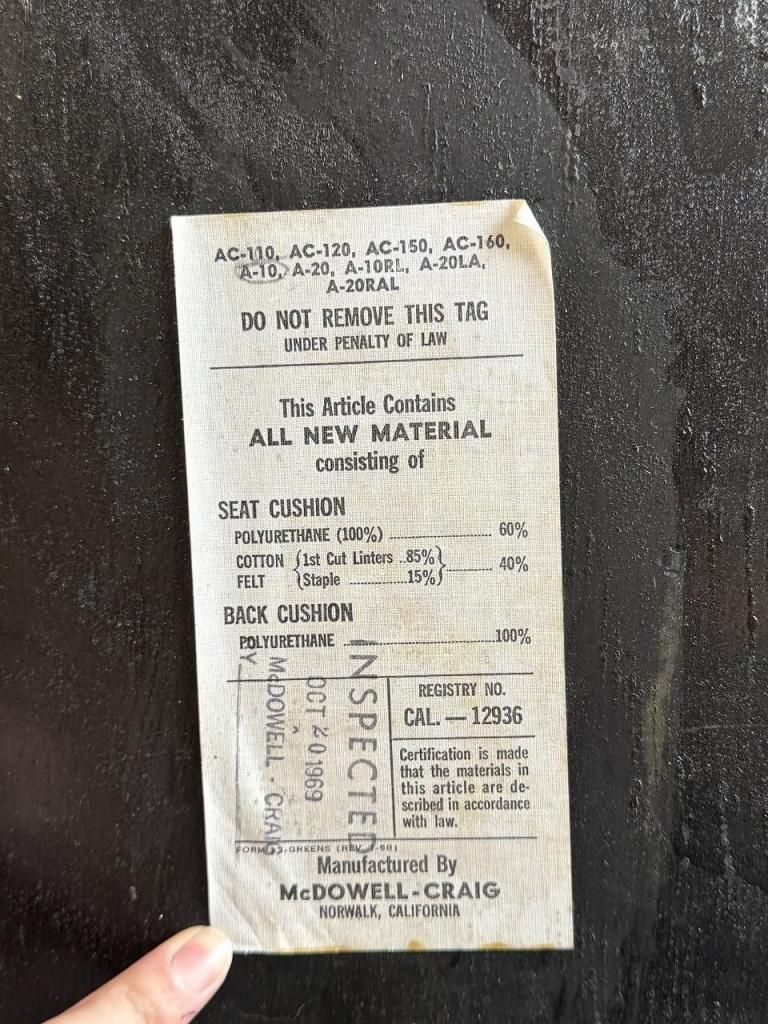 AC-110, AC-120, AC-150, AC-160,
A-10, A-20, A-10RL, A-20LA,
A-20RAL
DO NOT REMOVE THIS TAG
UNDER PENALTY OF LAW
This Article Contains
ALL NEW MATERIAL
consisting of
SEAT CUSHION
POLYURETHANE (100%) ........................ 60%
COTTON FELT {1st Cut Linters ..85%
Staple ............15%} ........... 40%
BACK CUSHION
POLYURETHANE ....................................100%
INSPECTED
OCT 20 1969
McDOWELL - CRAIG
REGISTRY NO.
CAL. — 12936
Certification is made
that the materials in
this article are de-
scribed in accordance
with law.
FORM GREENS (REV. -68)
Manufactured By
McDOWELL-CRAIG
NORWALK, CALIFORNIA